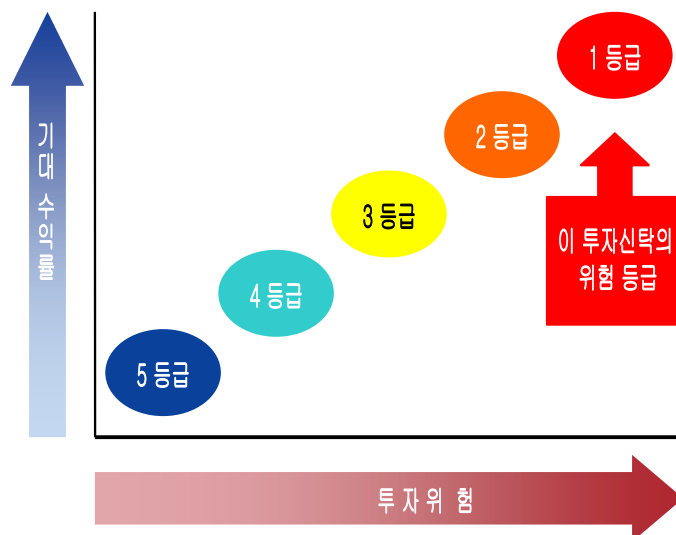 1 등급
2 등급
3 등급
4 등급
5 등급
이 투자신탁의
위험 등급
기대 수익률
투자위 험